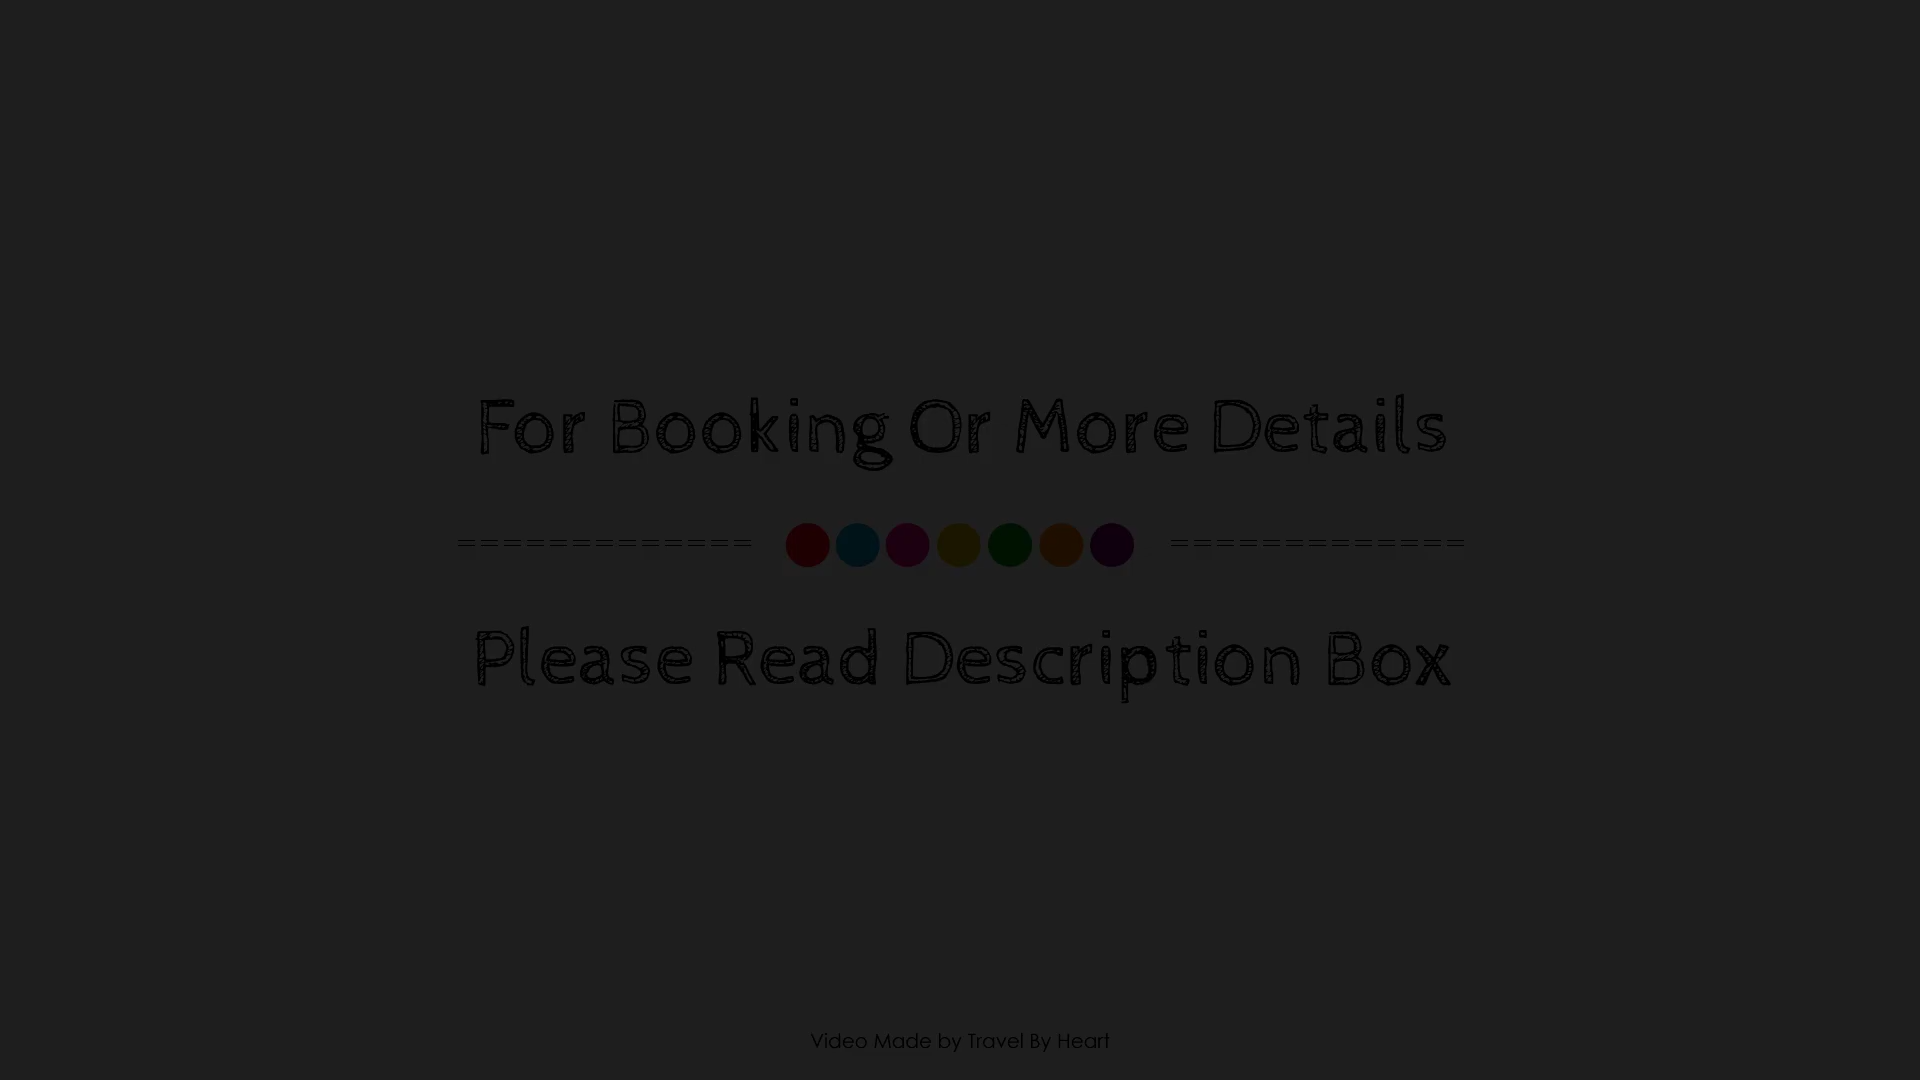 For Booking Or More Details
============= =============
Please Read Description Box
Video Made by Travel By Heart